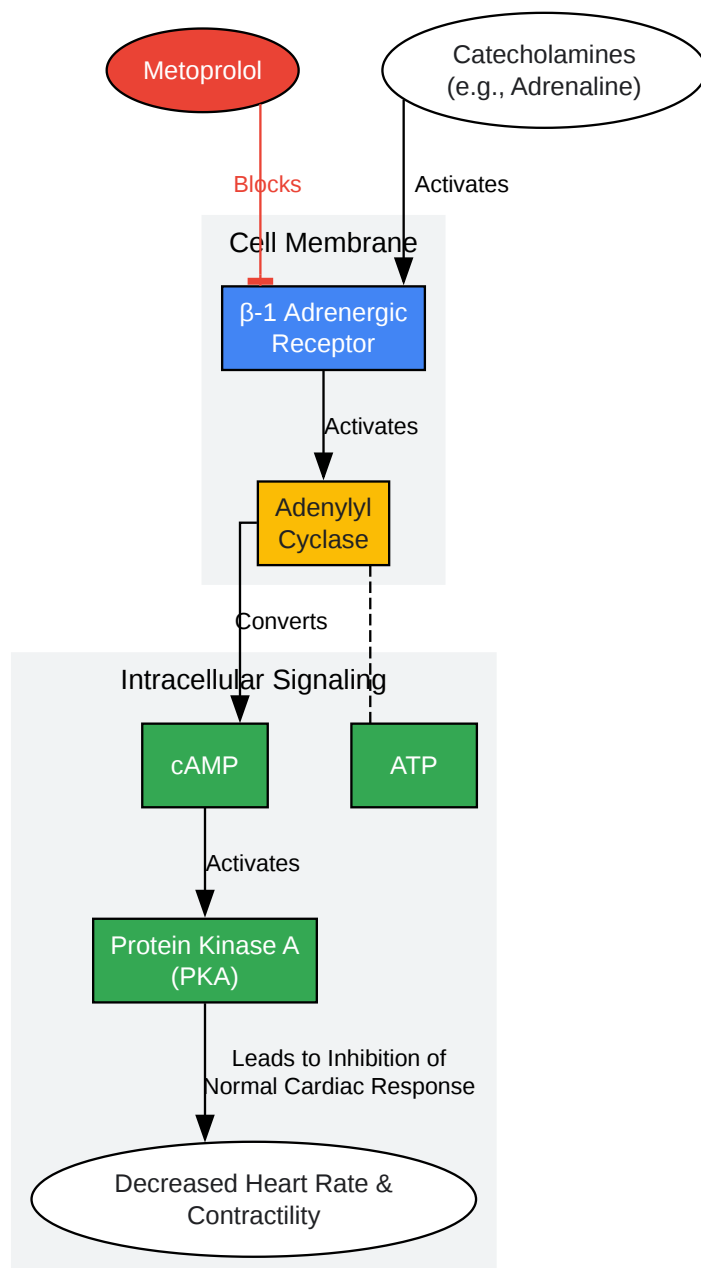 Metoprolol
Catecholamines
(e.g., Adrenaline)
Blocks
Activates
Cell Membrane
β-1 Adrenergic
Receptor
Activates
Adenylyl
Cyclase
Converts
Intracellular Signaling
cAMP
ATP
Activates
Protein Kinase A
(PKA)
Leads to Inhibition of
Normal Cardiac Response
Decreased Heart Rate &
Contractility